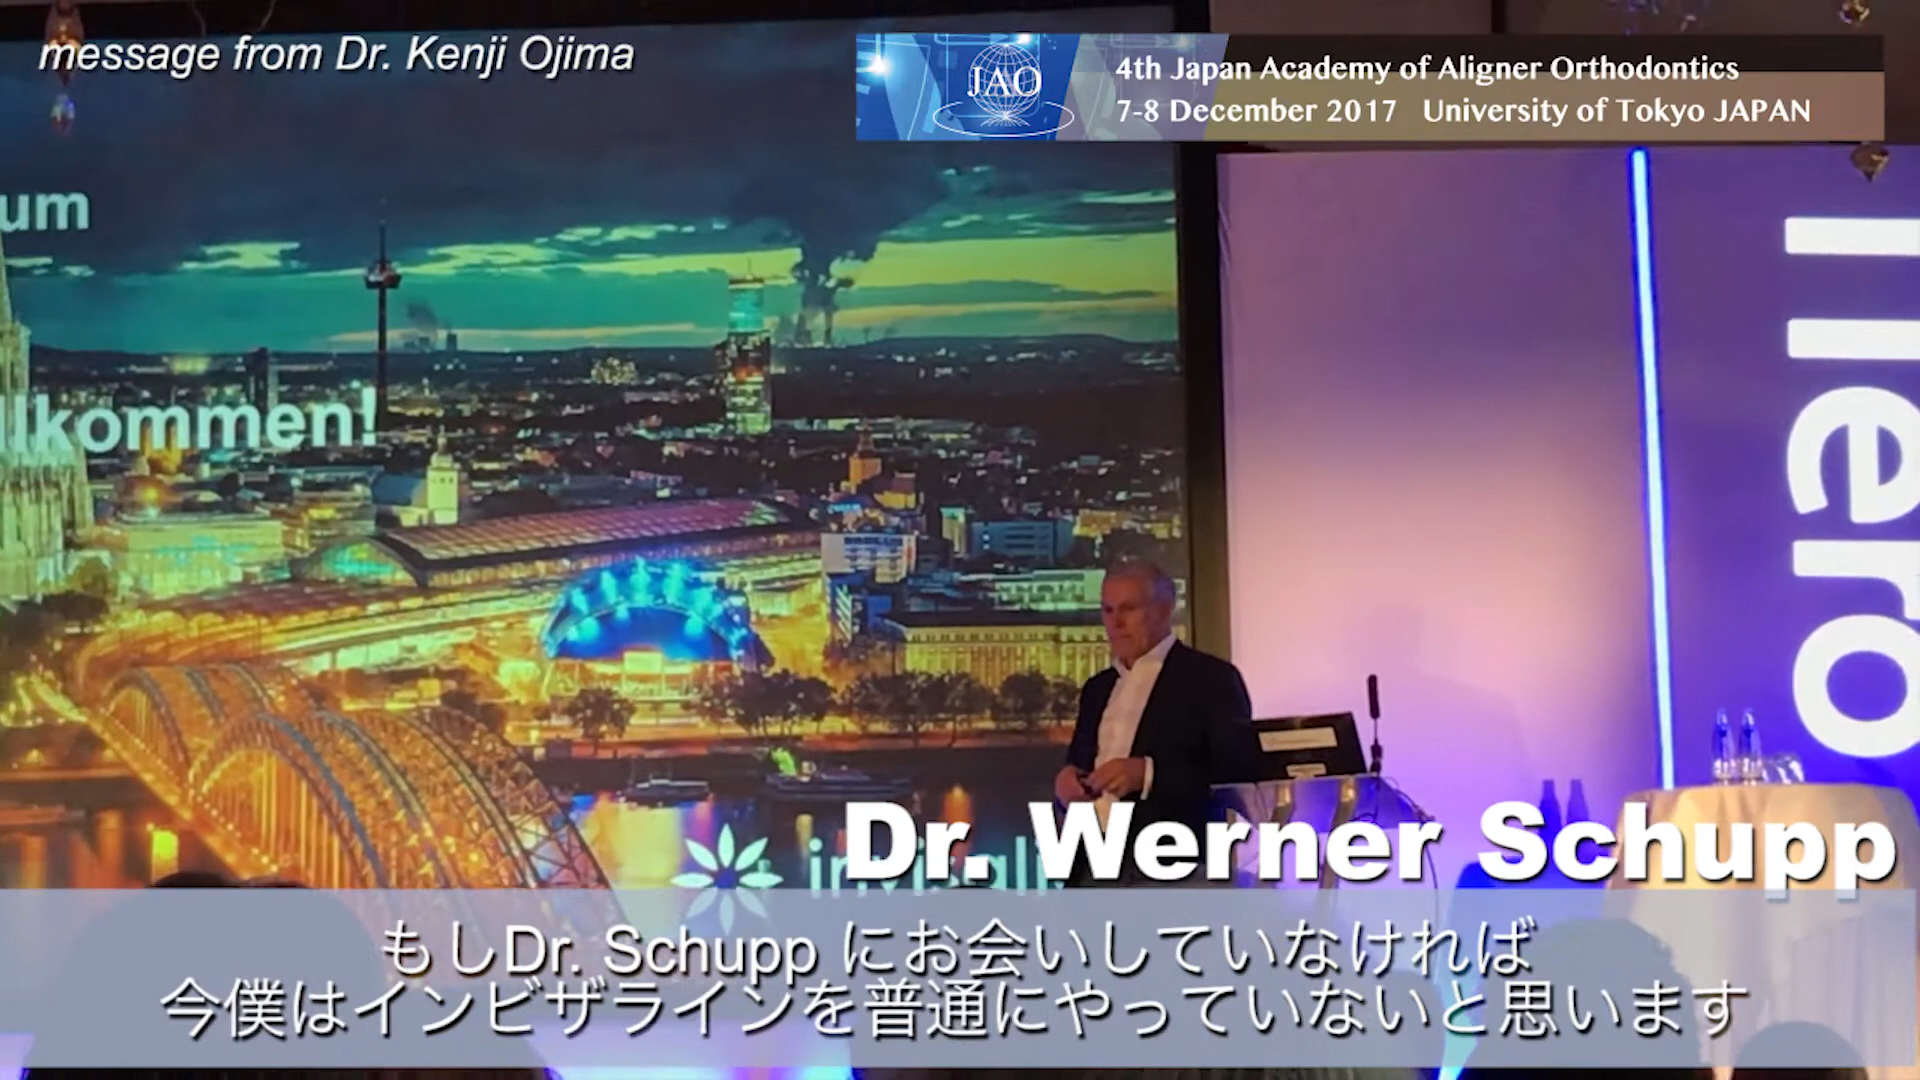 message from Dr. Kenji Ojima
JAO
4th Japan Academy of Aligner Orthodontics
7-8 December 2017 University of Tokyo JAPAN
um
lkommen!
iTero
Dr. Werner Schupp
もしDr. Schupp にお会いしていなければ
今僕はインビザラインを普通にやっていないと思います